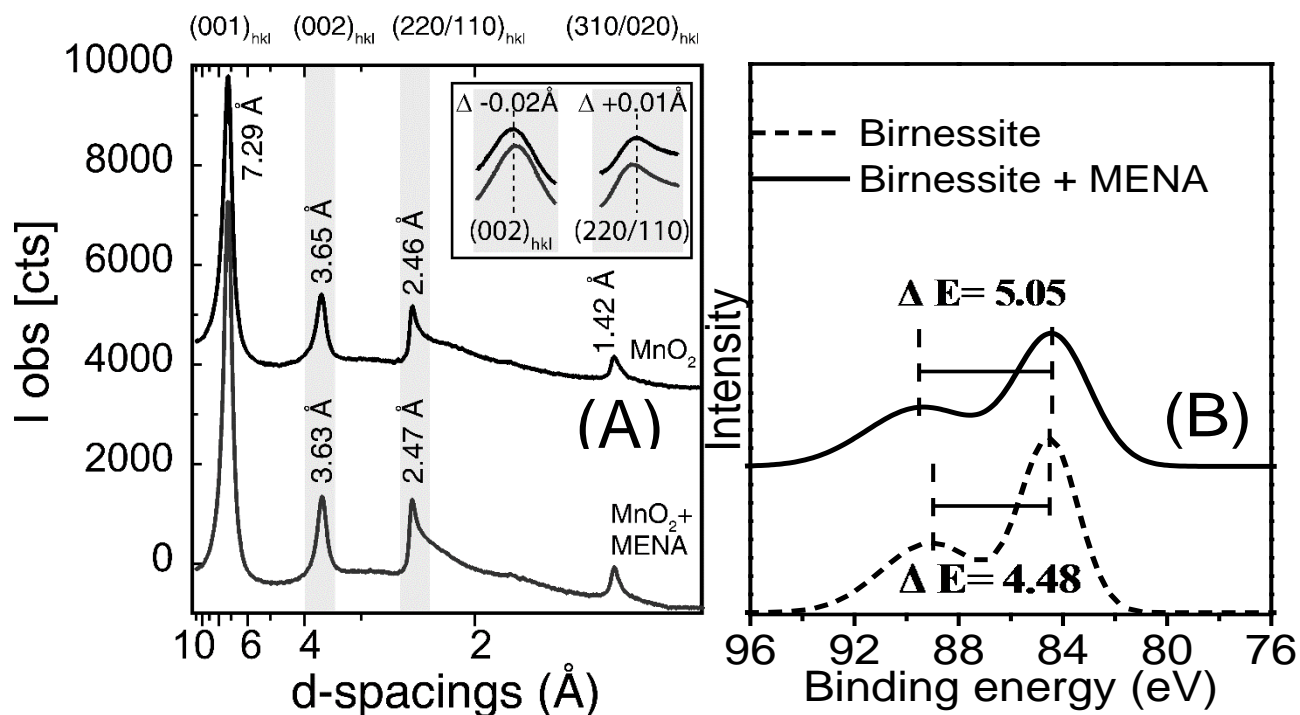 (001)hkl (002)hkl (220/110)hkl (310/020)hkl
10000
8000
6000
4000
2000
0
I obs [cts]
7.29 Å
3.65 Å
2.46 Å
1.42 Å
Δ -0.02Å Δ +0.01Å
(002)hkl (220/110)
MnO₂
(A)
3.63 Å
2.47 Å
MnO₂+
MENA
10 6 4 2
d-spacings (Å)
Intensity
Birnessite
Birnessite + MENA
Δ E= 5.05
(B)
Δ E= 4.48
96 92 88 84 80 76
Binding energy (eV)